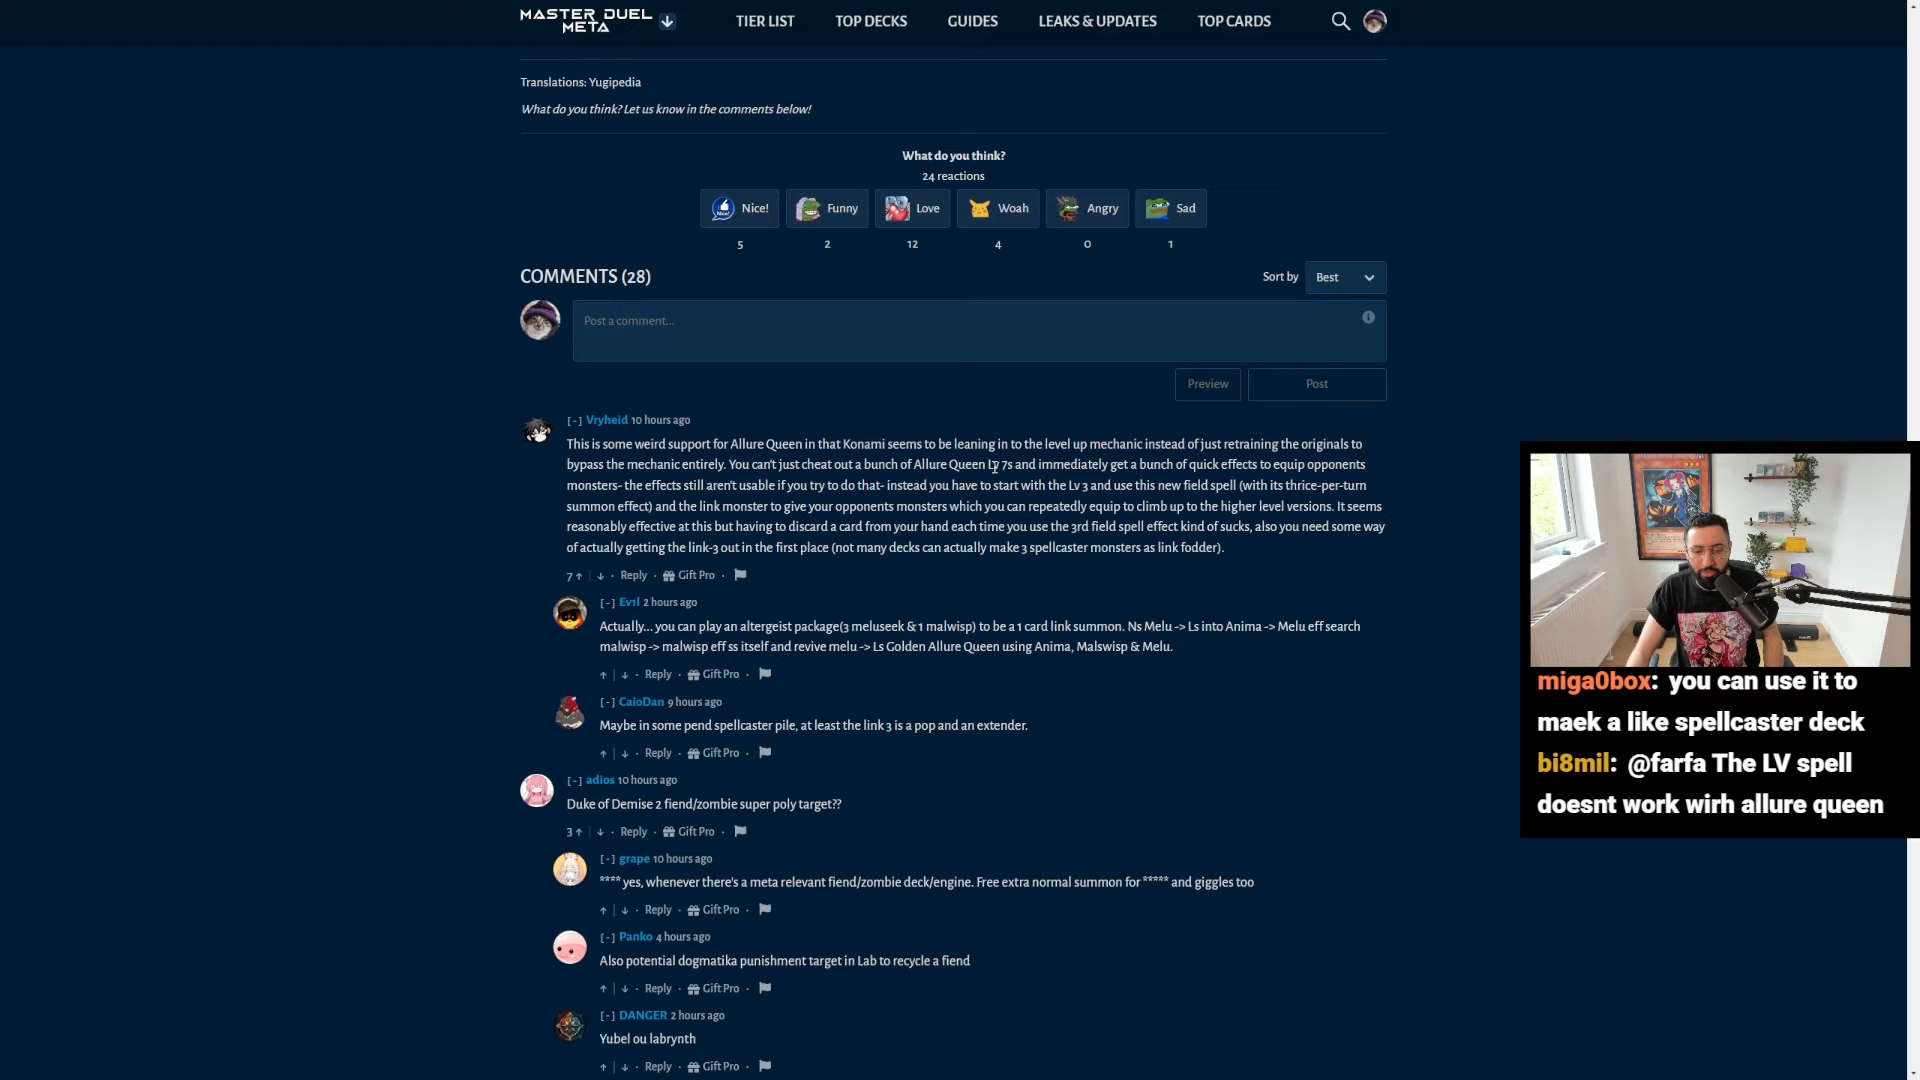 MASTER DUEL
META
TIER LIST
TOP DECKS
GUIDES
LEAKS & UPDATES
TOP CARDS
Translations: Yugipedia
What do you think? Let us know in the comments below!
What do you think?
24 reactions
Nice!
Funny
Love
Woah
Angry
Sad
5
2
12
4
0
1
COMMENTS (28)
Sort by
Best
Post a comment...
Preview
Post
[-] Vryheid 10 hours ago
This is some weird support for Allure Queen in that Konami seems to be leaning in to the level up mechanic instead of just retraining the originals to
bypass the mechanic entirely. You can't just cheat out a bunch of Allure Queen Lv 7s and immediately get a bunch of quick effects to equip opponents
monsters- the effects still aren't usable if you try to do that- instead you have to start with the Lv 3 and use this new field spell (with its thrice-per-turn
summon effect) and the link monster to give your opponents monsters which you can repeatedly equip to climb up to the higher level versions. It seems
reasonably effective at this but having to discard a card from your hand each time you use the 3rd field spell effect kind of sucks, also you need some way
of actually getting the link-3 out in the first place (not many decks can actually make 3 spellcaster monsters as link fodder).
7 Reply · Gift Pro ·
[-] Ev1l 2 hours ago
Actually... you can play an altergeist package(3 meluseek & 1 malwisp) to be a 1 card link summon. Ns Melu -> Ls into Anima -> Melu eff search
malwisp -> malwisp eff ss itself and revive melu -> Ls Golden Allure Queen using Anima, Malswisp & Melu.
Reply · Gift Pro ·
[-] CaioDan 9 hours ago
Maybe in some pend spellcaster pile, at least the link 3 is a pop and an extender.
Reply · Gift Pro ·
[-] adios 10 hours ago
Duke of Demise 2 fiend/zombie super poly target??
3 Reply · Gift Pro ·
[-] grape 10 hours ago
**** yes, whenever there's a meta relevant fiend/zombie deck/engine. Free extra normal summon for ***** and giggles too
Reply · Gift Pro ·
[-] Panko 4 hours ago
Also potential dogmatika punishment target in Lab to recycle a fiend
Reply · Gift Pro ·
[-] DANGER 2 hours ago
Yubel ou labrynth
Reply · Gift Pro ·
miga0box: you can use it to
maek a like spellcaster deck
bi8mil: @farfa The LV spell
doesnt work wirh allure queen